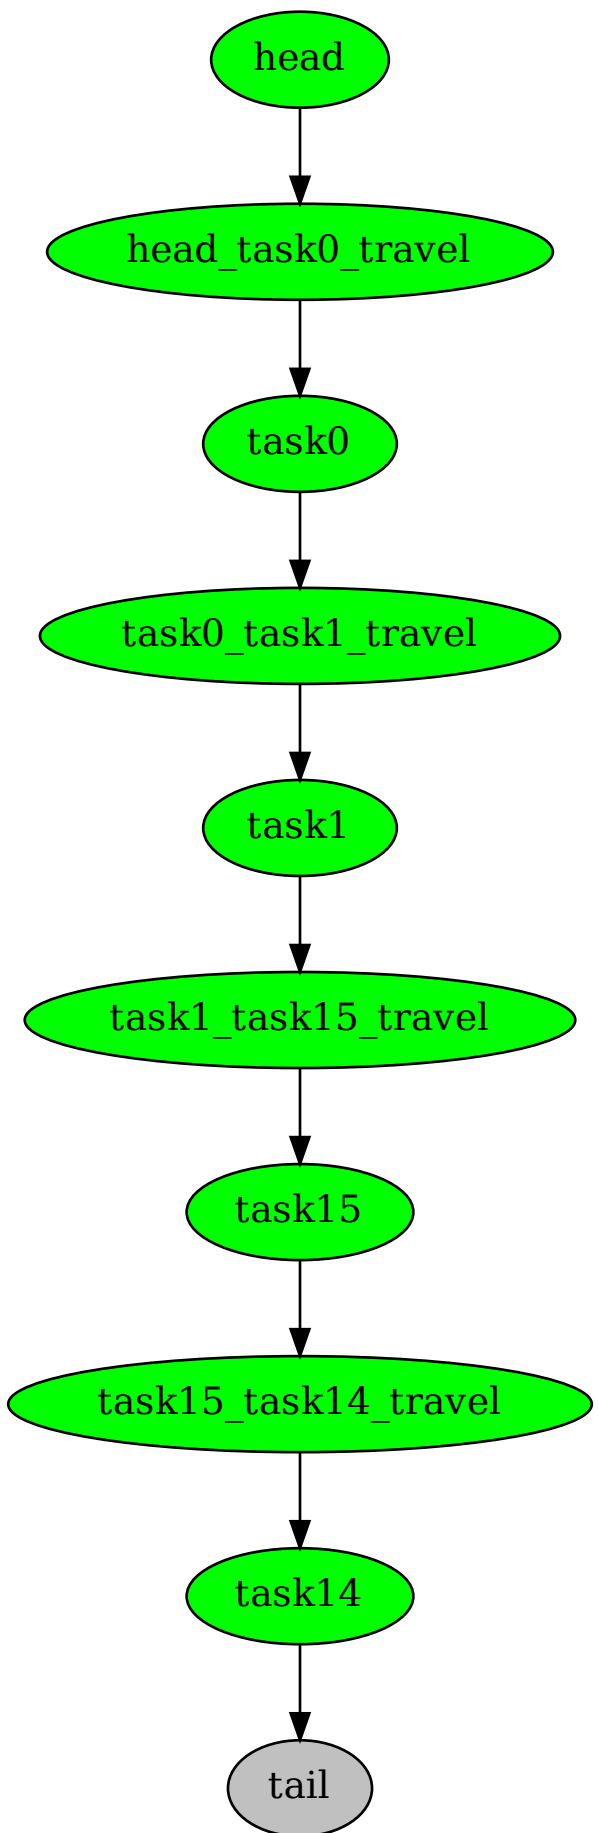 head
head_task0_travel
task0
task0_task1_travel
task1
task1_task15_travel
task15
task15_task14_travel
task14
tail